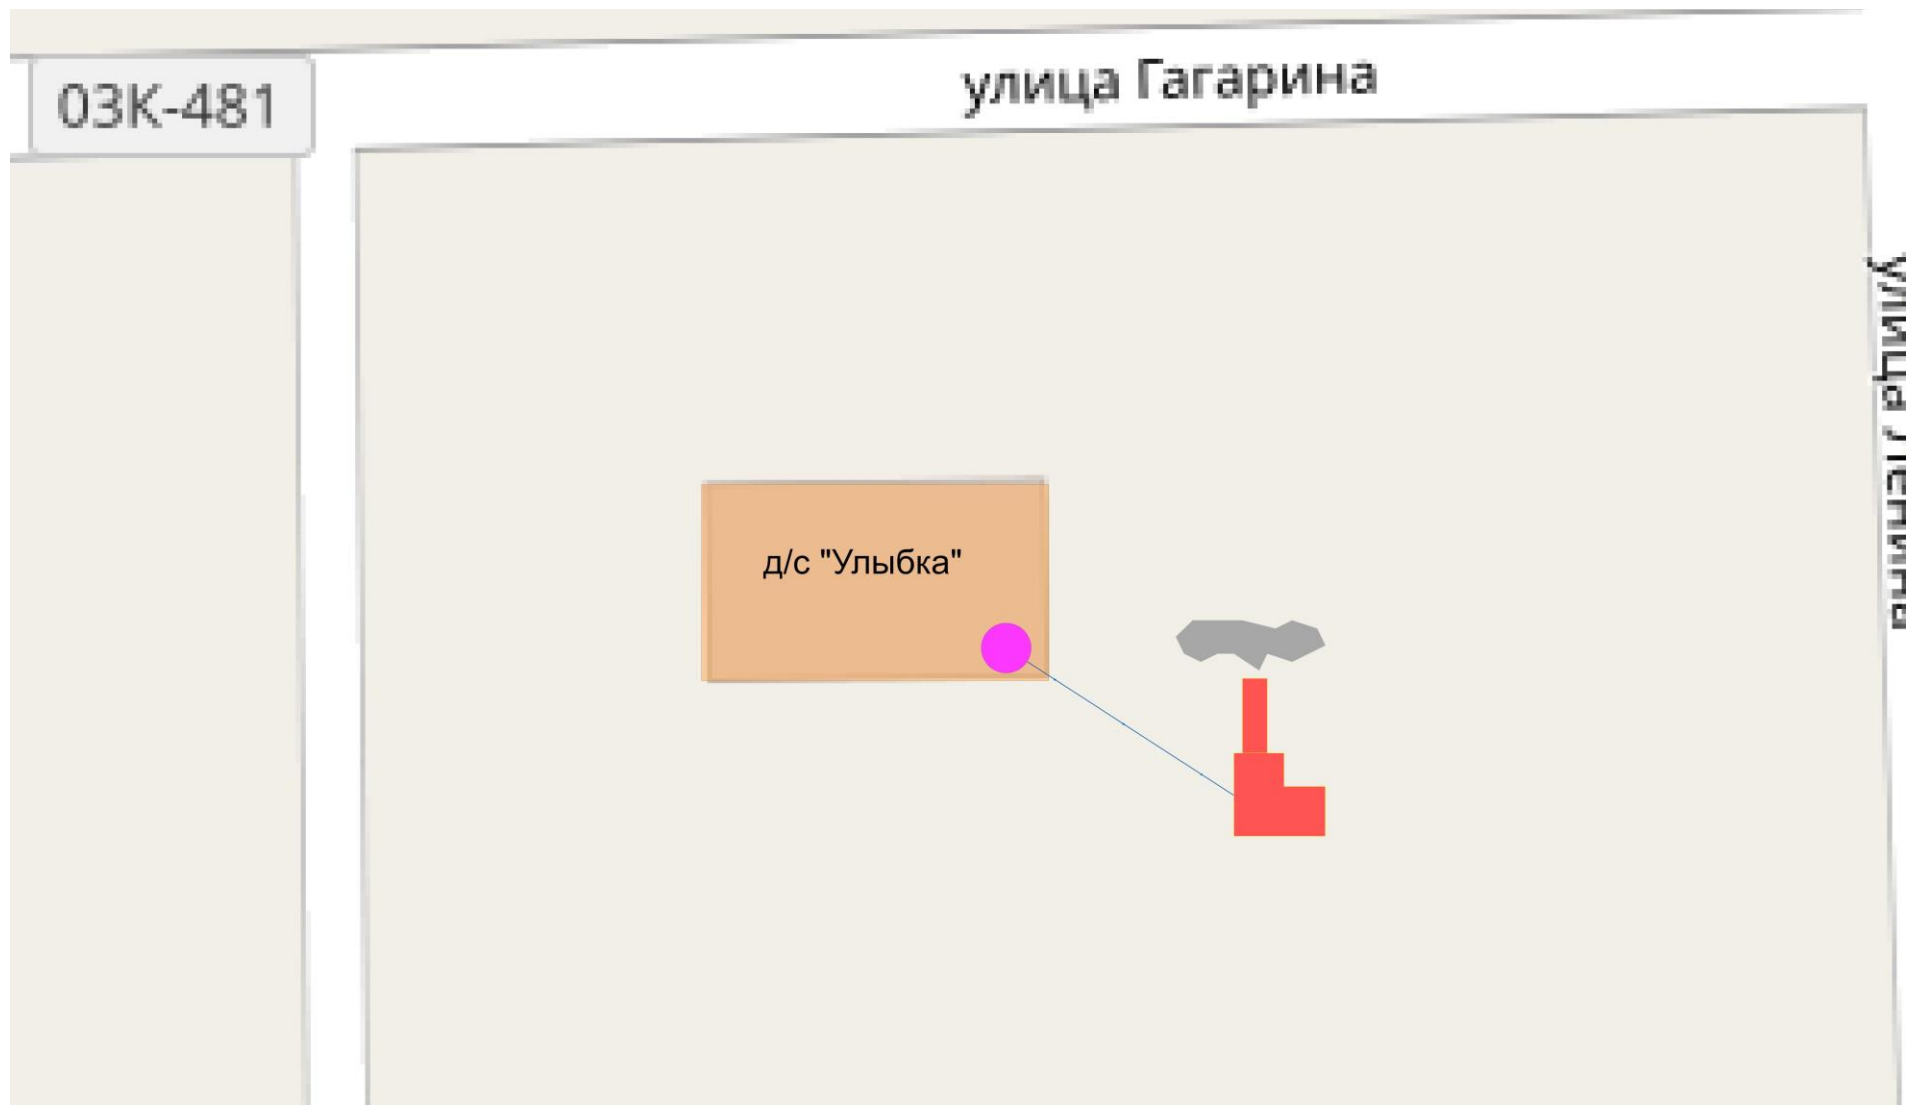 улица Гагарина
03К-481
улица Ленина
д/с "Улыбка"